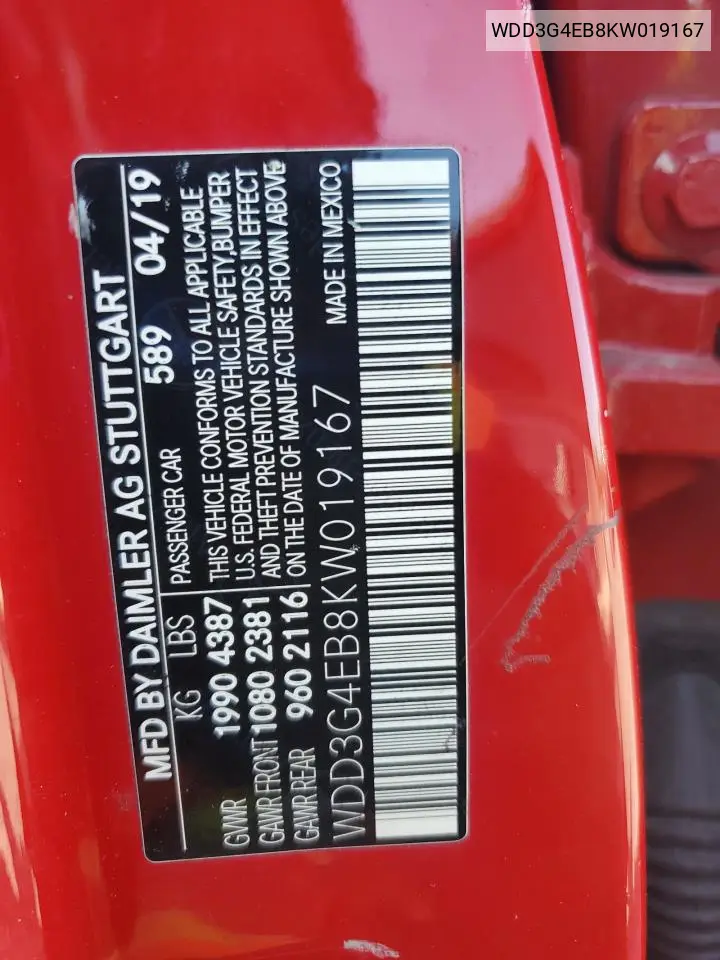 WDD3G4EB8KW019167
MFD BY DAIMLER AG STUTTGART
KG LBS 589 04/19
GVWR 1990 4387
GAWR FRONT 1080 2381
GAWR REAR 960 2116
PASSENGER CAR
THIS VEHICLE CONFORMS TO ALL APPLICABLE
U.S. FEDERAL MOTOR VEHICLE SAFETY, BUMPER
AND THEFT PREVENTION STANDARDS IN EFFECT
ON THE DATE OF MANUFACTURE SHOWN ABOVE
WDD3G4EB8KW019167 MADE IN MEXICO